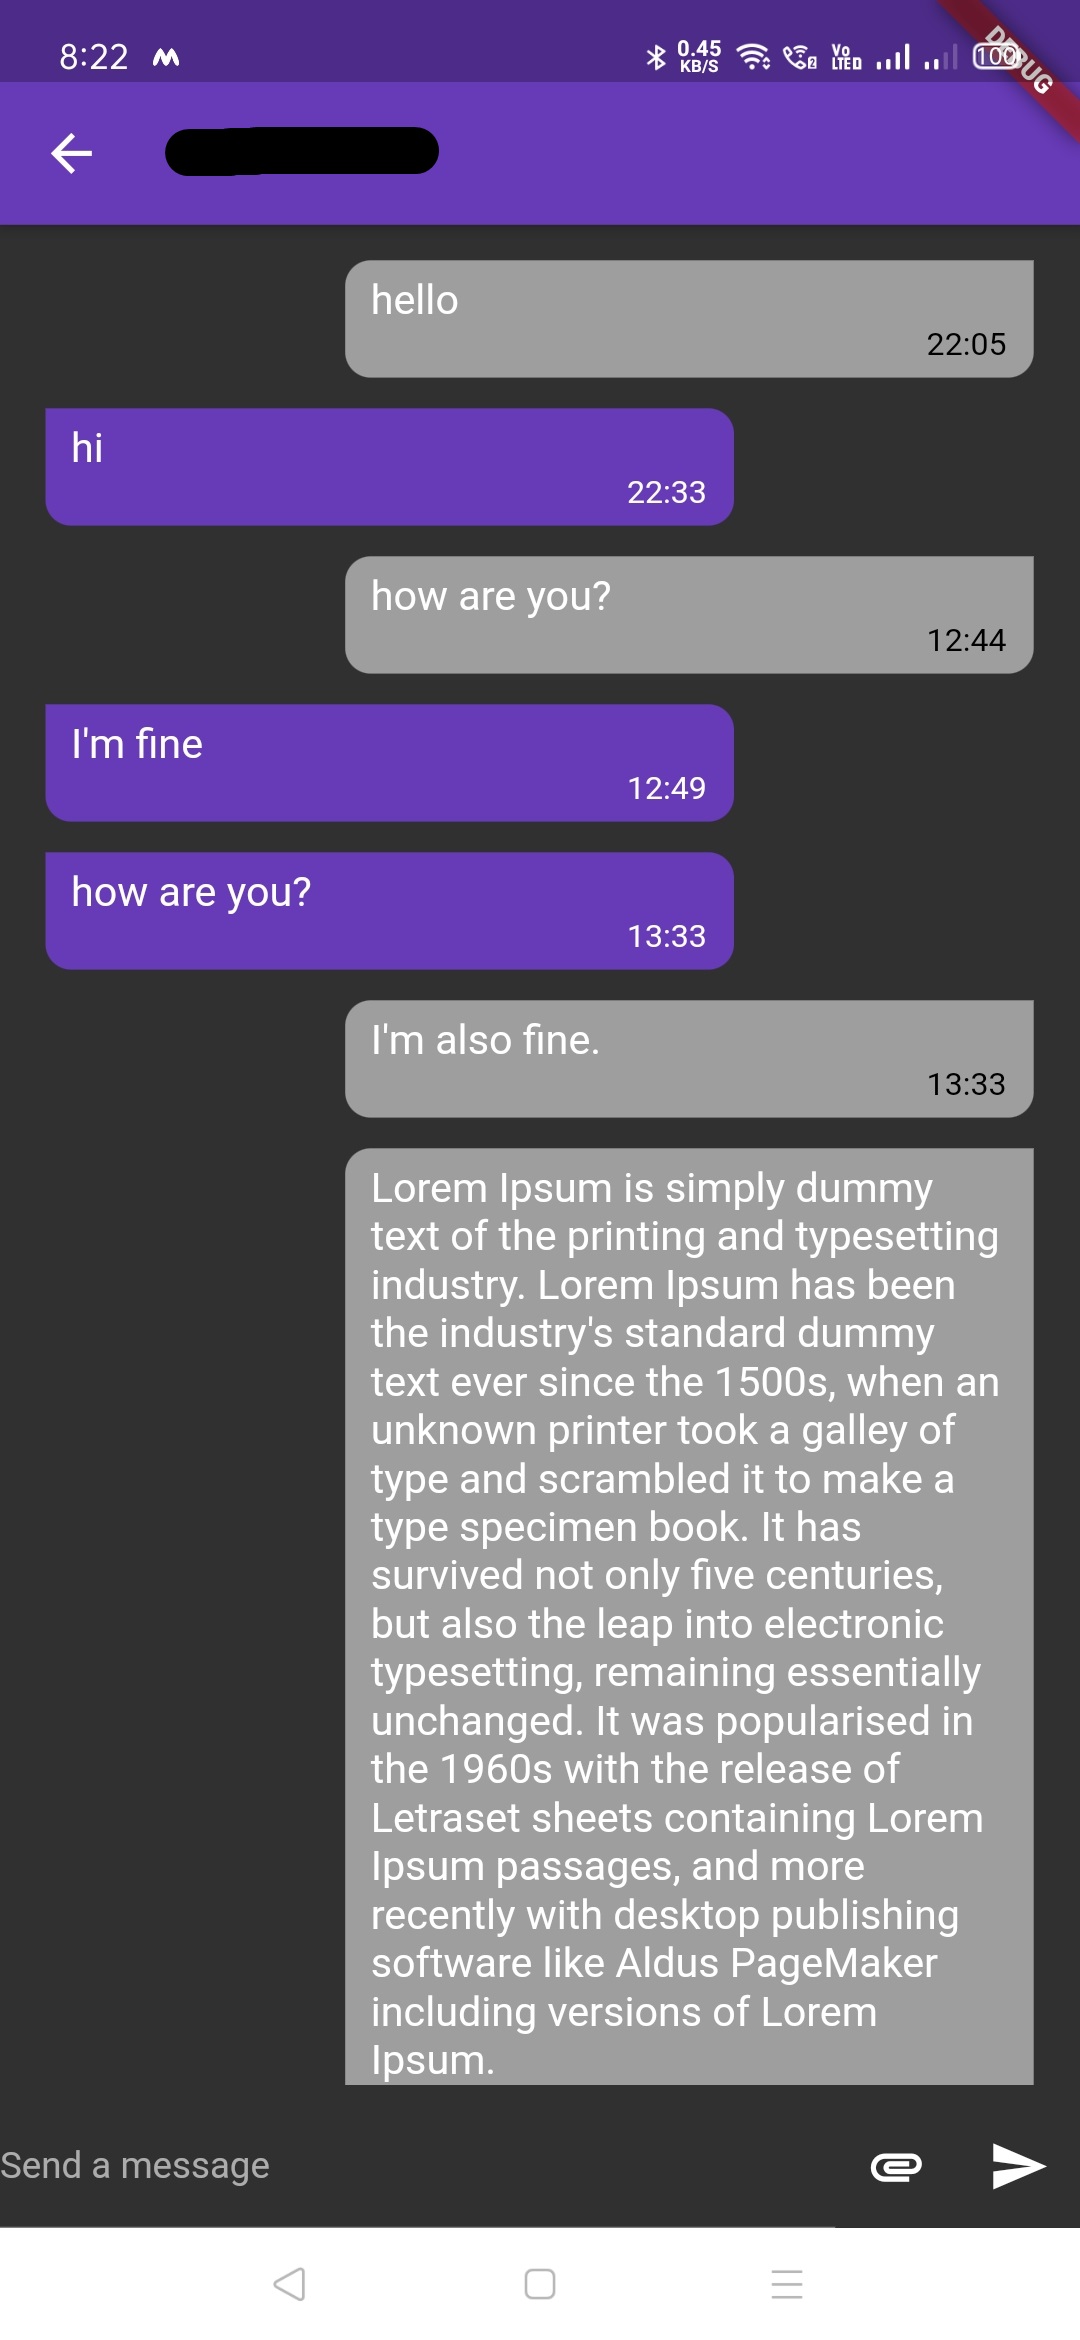 8:22
0.45
KB/S
Vo
LTED
100
DEBUG
hello
22:05
hi
22:33
how are you?
12:44
I'm fine
12:49
how are you?
13:33
I'm also fine.
13:33
Lorem Ipsum is simply dummy
text of the printing and typesetting
industry. Lorem Ipsum has been
the industry's standard dummy
text ever since the 1500s, when an
unknown printer took a galley of
type and scrambled it to make a
type specimen book. It has
survived not only five centuries,
but also the leap into electronic
typesetting, remaining essentially
unchanged. It was popularised in
the 1960s with the release of
Letraset sheets containing Lorem
Ipsum passages, and more
recently with desktop publishing
software like Aldus PageMaker
including versions of Lorem
Ipsum.
Send a message